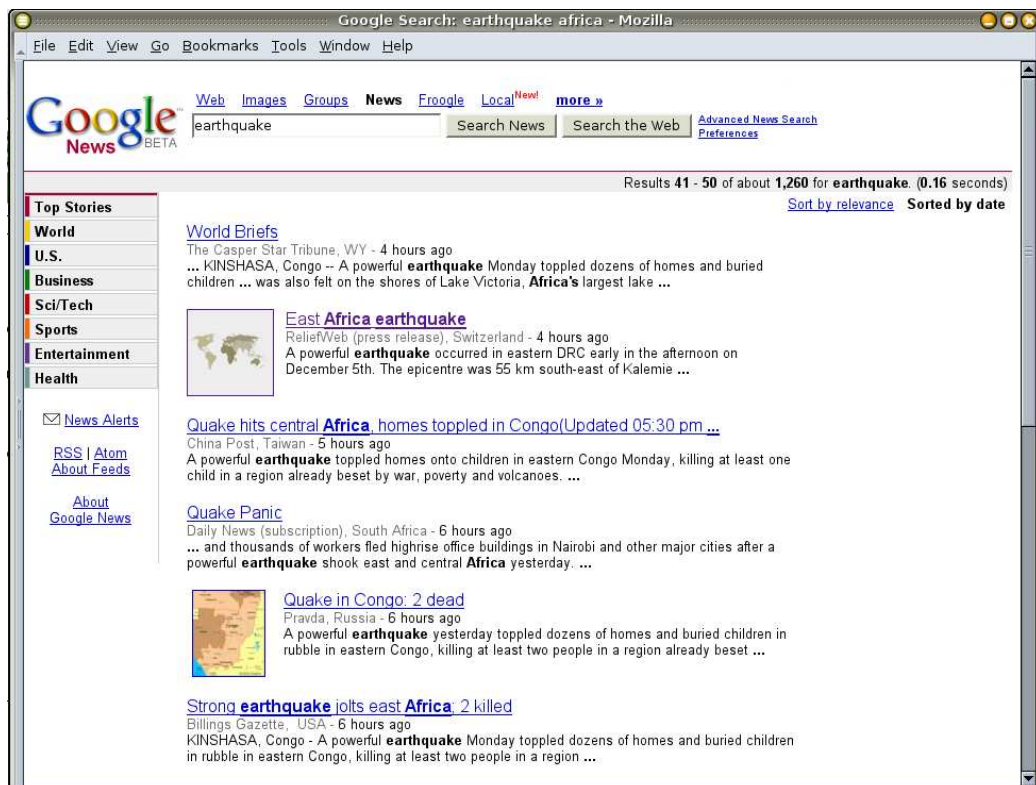 Google Search: earthquake africa - Mozilla
File Edit View Go Bookmarks Tools Window Help
Web Images Groups News Froogle Local New! more »
Google News BETA
earthquake Search News Search the Web
Advanced News Search
Preferences
Results 41 - 50 of about 1,260 for earthquake. (0.16 seconds)
Sort by relevance Sorted by date
Top Stories
World
U.S.
Business
Sci/Tech
Sports
Entertainment
Health
News Alerts
RSS | Atom
About Feeds
About
Google News
World Briefs
The Casper Star Tribune, WY - 4 hours ago
... KINSHASA, Congo -- A powerful earthquake Monday toppled dozens of homes and buried
children ... was also felt on the shores of Lake Victoria, Africa's largest lake ...
East Africa earthquake
ReliefWeb (press release), Switzerland - 4 hours ago
A powerful earthquake occurred in eastern DRC early in the afternoon on
December 5th. The epicentre was 55 km south-east of Kalemie ...
Quake hits central Africa, homes toppled in Congo(Updated 05:30 pm ...
China Post, Taiwan - 5 hours ago
A powerful earthquake toppled homes onto children in eastern Congo Monday, killing at least one
child in a region already beset by war, poverty and volcanoes. ...
Quake Panic
Daily News (subscription), South Africa - 6 hours ago
... and thousands of workers fled highrise office buildings in Nairobi and other major cities after a
powerful earthquake shook east and central Africa yesterday. ...
Quake in Congo: 2 dead
Pravda, Russia - 6 hours ago
A powerful earthquake yesterday toppled dozens of homes and buried children in
rubble in eastern Congo, killing at least two people in a region already beset ...
Strong earthquake jolts east Africa; 2 killed
Billings Gazette, USA - 6 hours ago
KINSHASA, Congo - A powerful earthquake Monday toppled dozens of homes and buried children
in rubble in eastern Congo, killing at least two people in a region ...